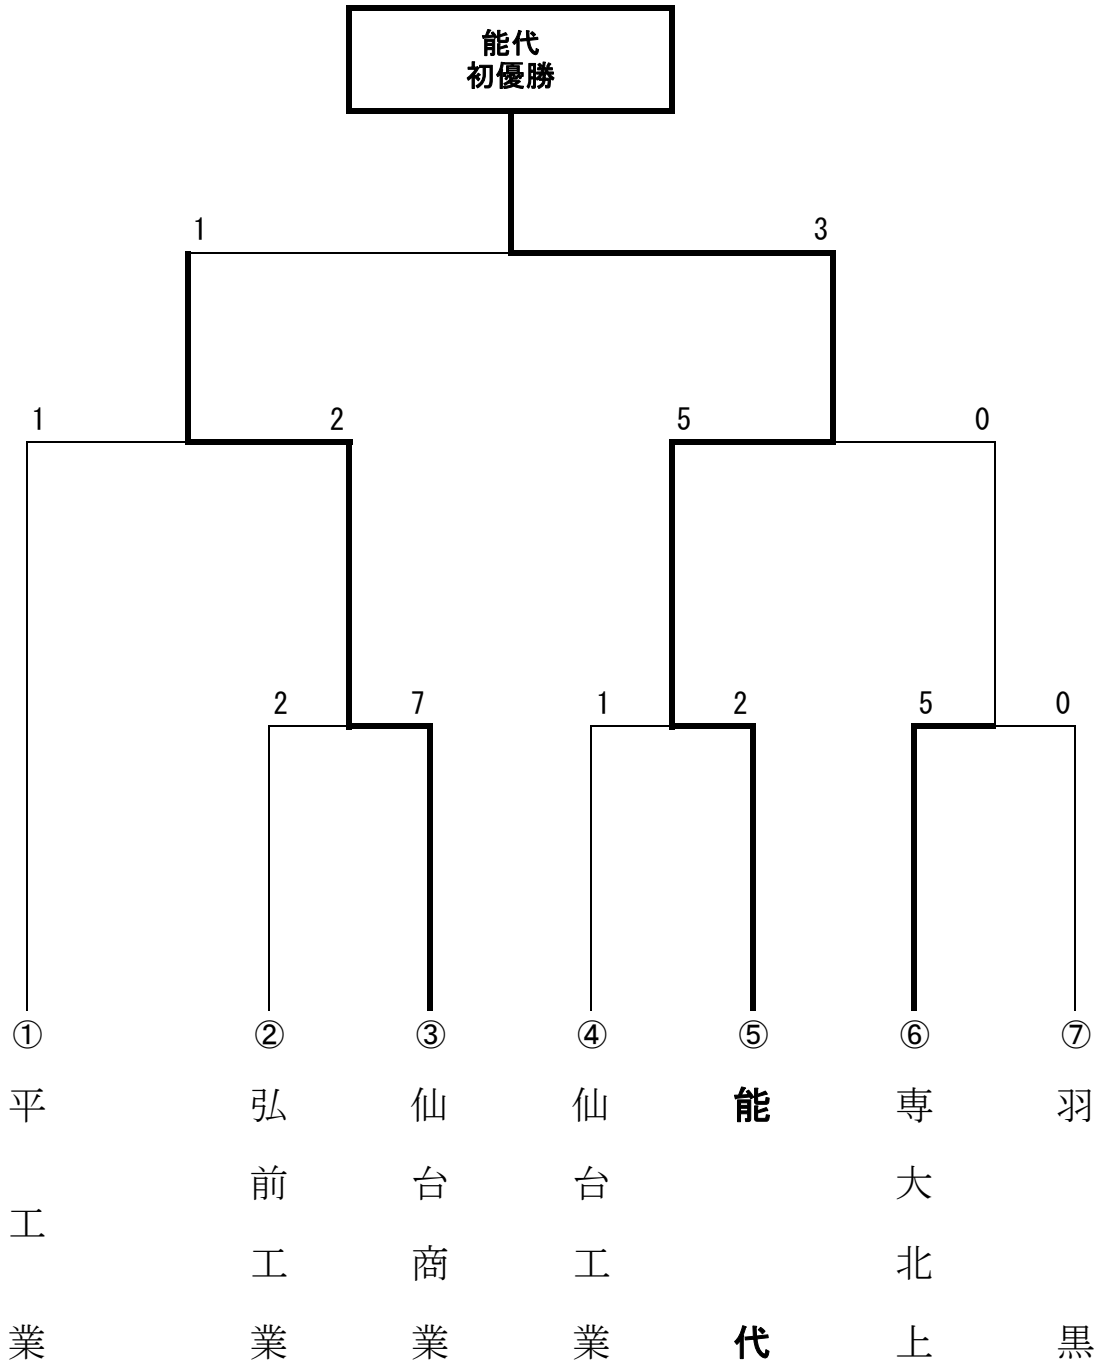 能代
初優勝
1 3
1 2 5 0
2 7 1 2 5 0
① ② ③ ④ ⑤ ⑥ ⑦
平工業
弘前工業
仙台商業
仙台工業
能代
専大北上
羽黒